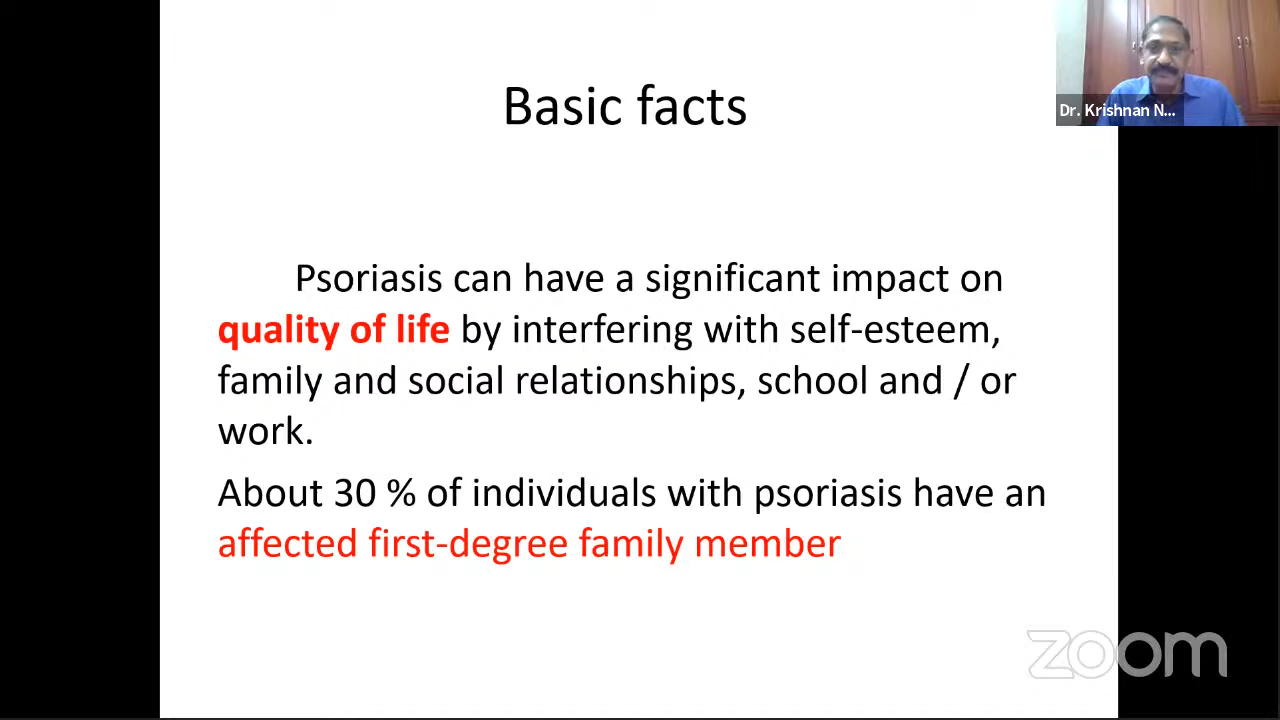 Basic facts
Dr. Krishnan N...
Psoriasis can have a significant impact on
quality of life by interfering with self-esteem,
family and social relationships, school and / or
work.
About 30 % of individuals with psoriasis have an
affected first-degree family member
zoom